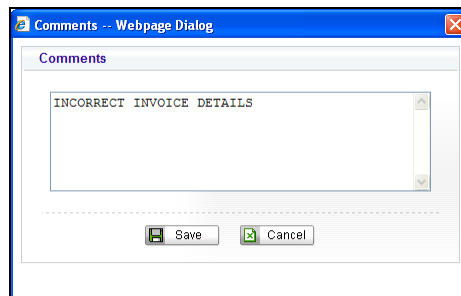 Comments -- Webpage Dialog
Comments
INCORRECT INVOICE DETAILS
Save Cancel